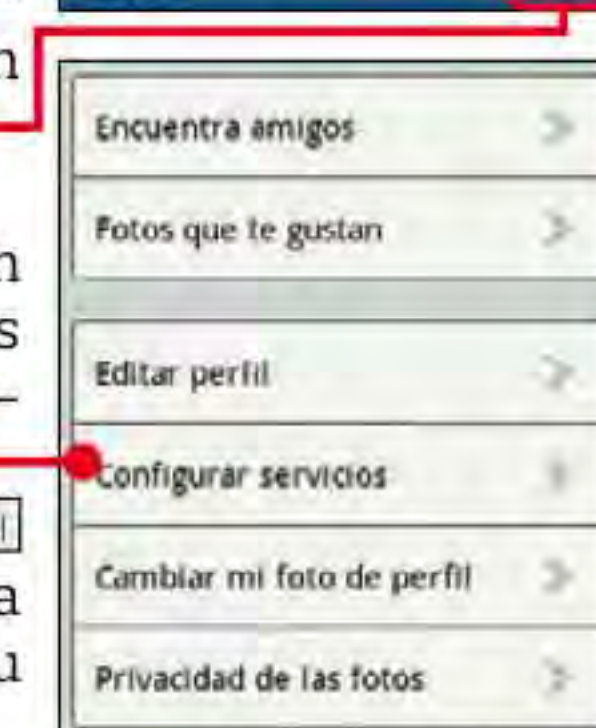 Encuentra amigos
Fotos que te gustan
Editar perfil
Configurar servicios
Cambiar mi foto de perfil
Privacidad de las fotos